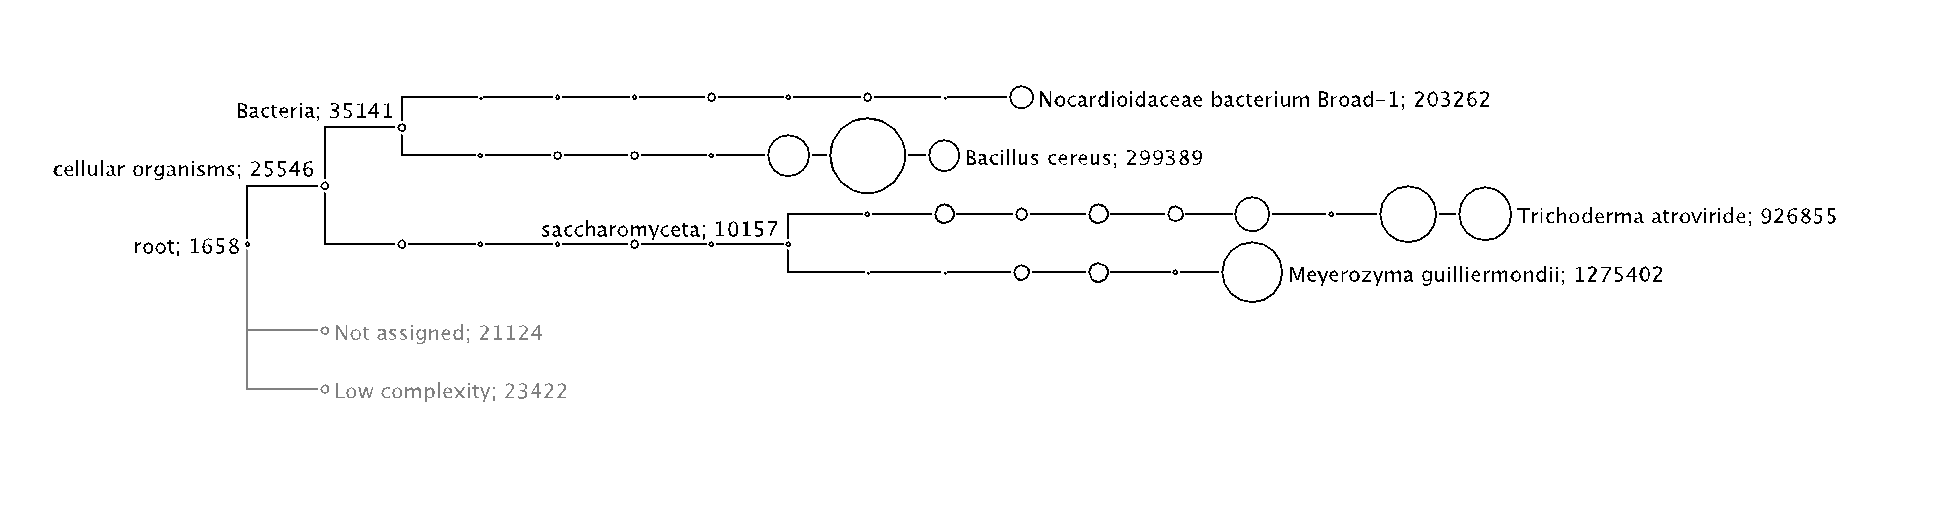 Nocardioidaceae bacterium Broad-1; 203262
Bacteria; 35141
Bacillus cereus; 299389
cellular organisms; 25546
Trichoderma atroviride; 926855
saccharomyceta; 10157
root; 1658
Meyerozyma guilliermondii; 1275402
Not assigned; 21124
Low complexity; 23422